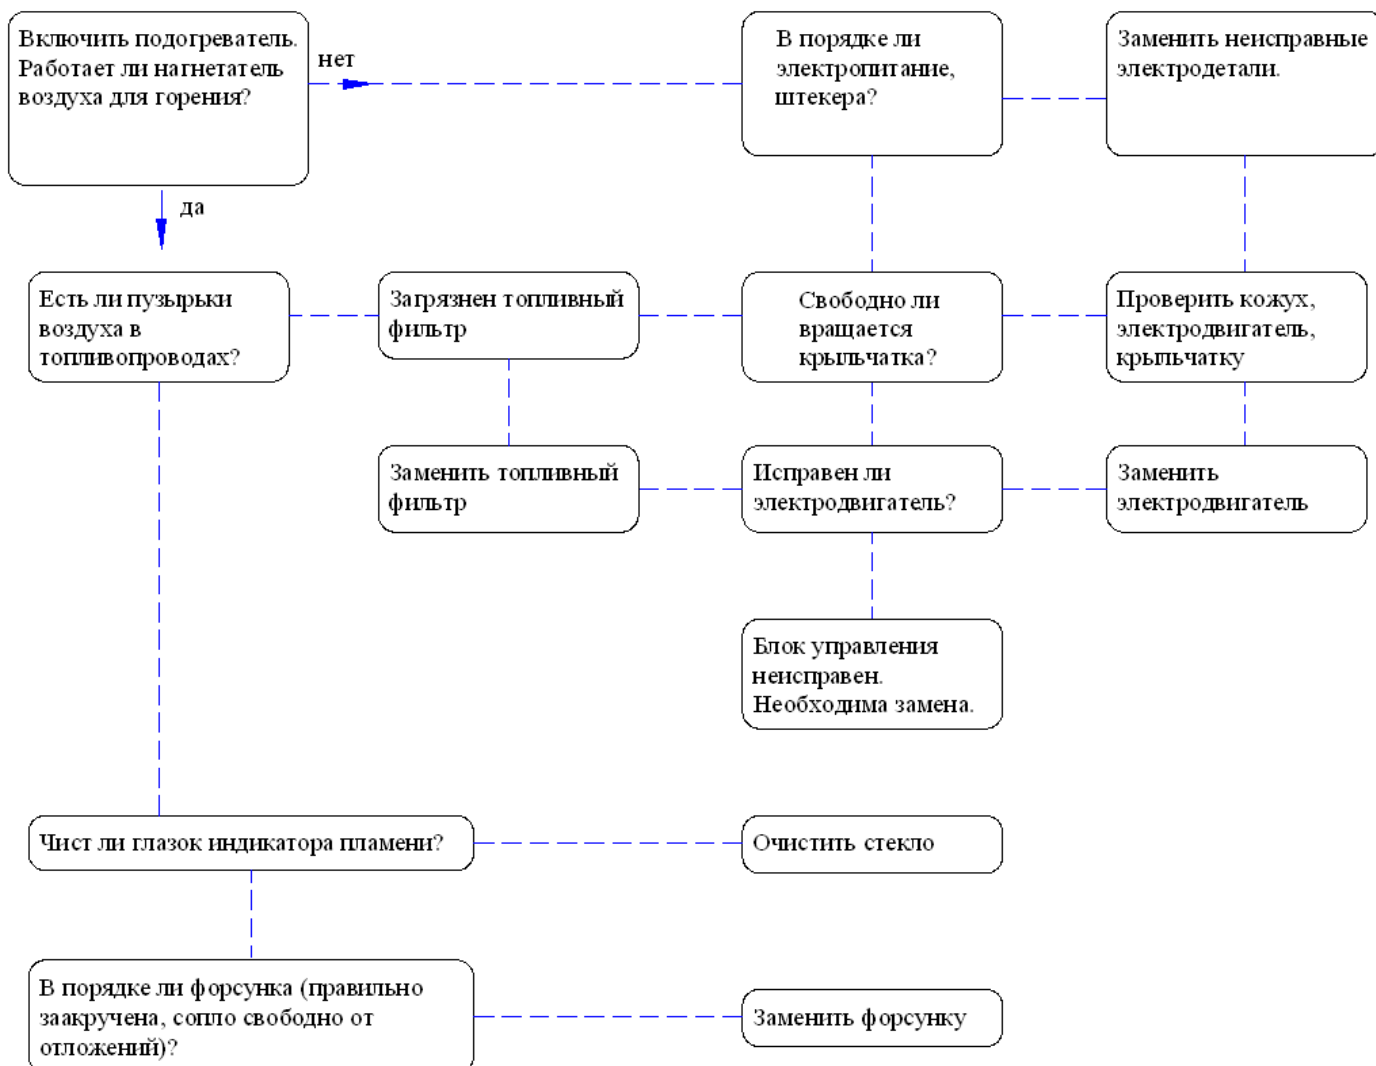 Включить подогреватель.
Работает ли нагнетатель
воздуха для горения?
нет
В порядке ли
электропитание,
штекера?
Заменить неисправные
электродетали.
да
Есть ли пузырьки
воздуха в
топливопроводах?
Загрязнен топливный
фильтр
Свободно ли
вращается
крыльчатка?
Проверить кожух,
электродвигатель,
крыльчатку
Заменить топливный
фильтр
Исправен ли
электродвигатель?
Заменить
электродвигатель
Блок управления
неисправен.
Необходима замена.
Чист ли глазок индикатора пламени?
Очистить стекло
В порядке ли форсунка (правильно
заакручена, сопло свободно от
отложений)?
Заменить форсунку